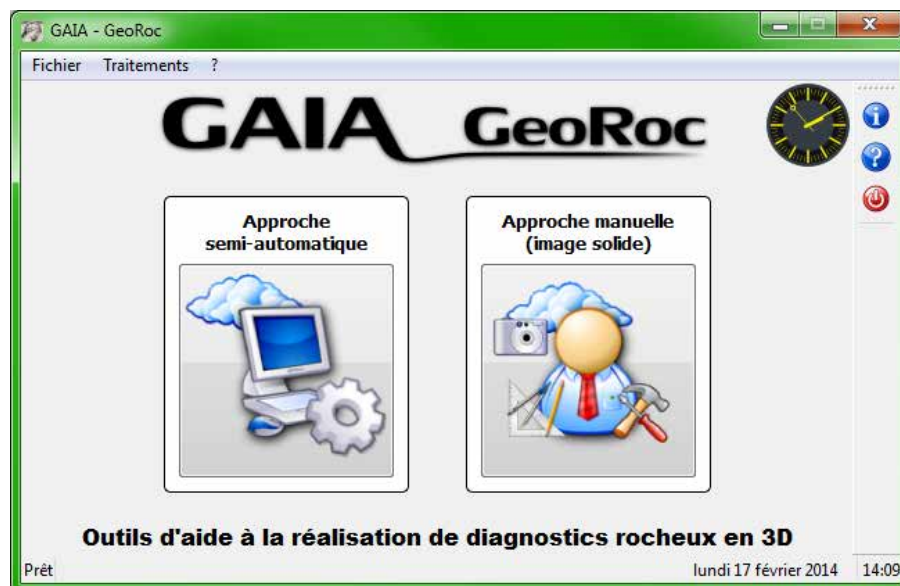 GAIA - GeoRoc
Fichier Traitements ?
GAIA GeoRoc
Approche
semi-automatique
Approche manuelle
(image solide)
Outils d'aide à la réalisation de diagnostics rocheux en 3D
Prêt lundi 17 février 2014 14:09